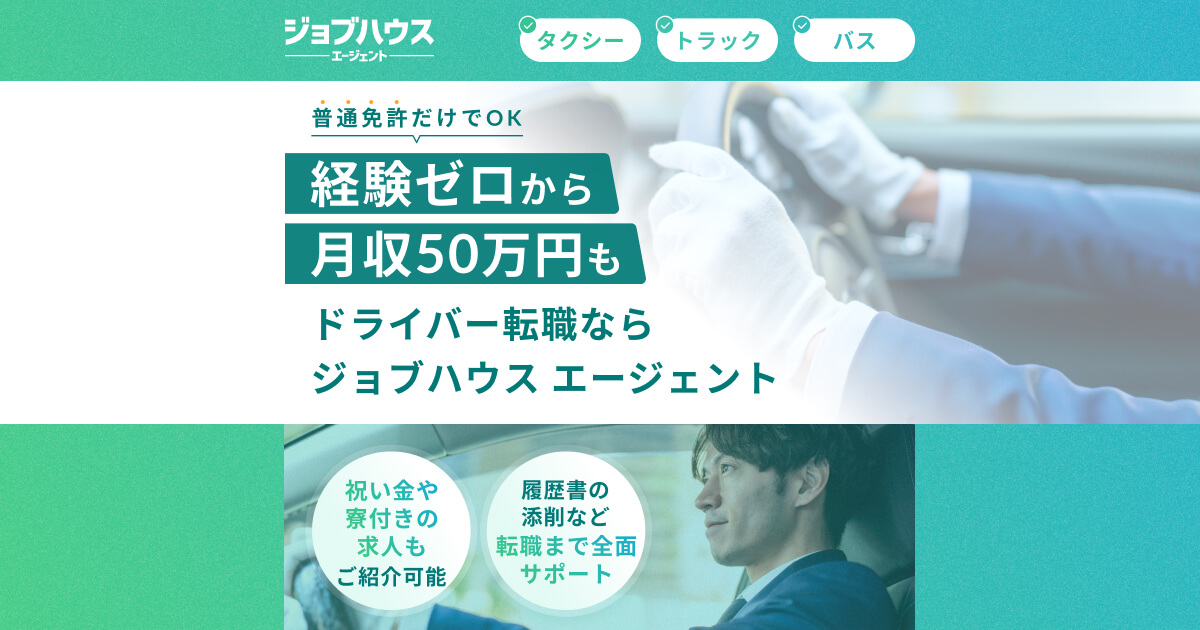 ジョブハウス
エージェント
タクシー
トラック
バス
普通免許だけでOK
経験ゼロから
月収50万円も
ドライバー転職なら
ジョブハウス エージェント
祝い金や
寮付きの
求人も
ご紹介可能
履歴書の
添削など
転職まで全面
サポート